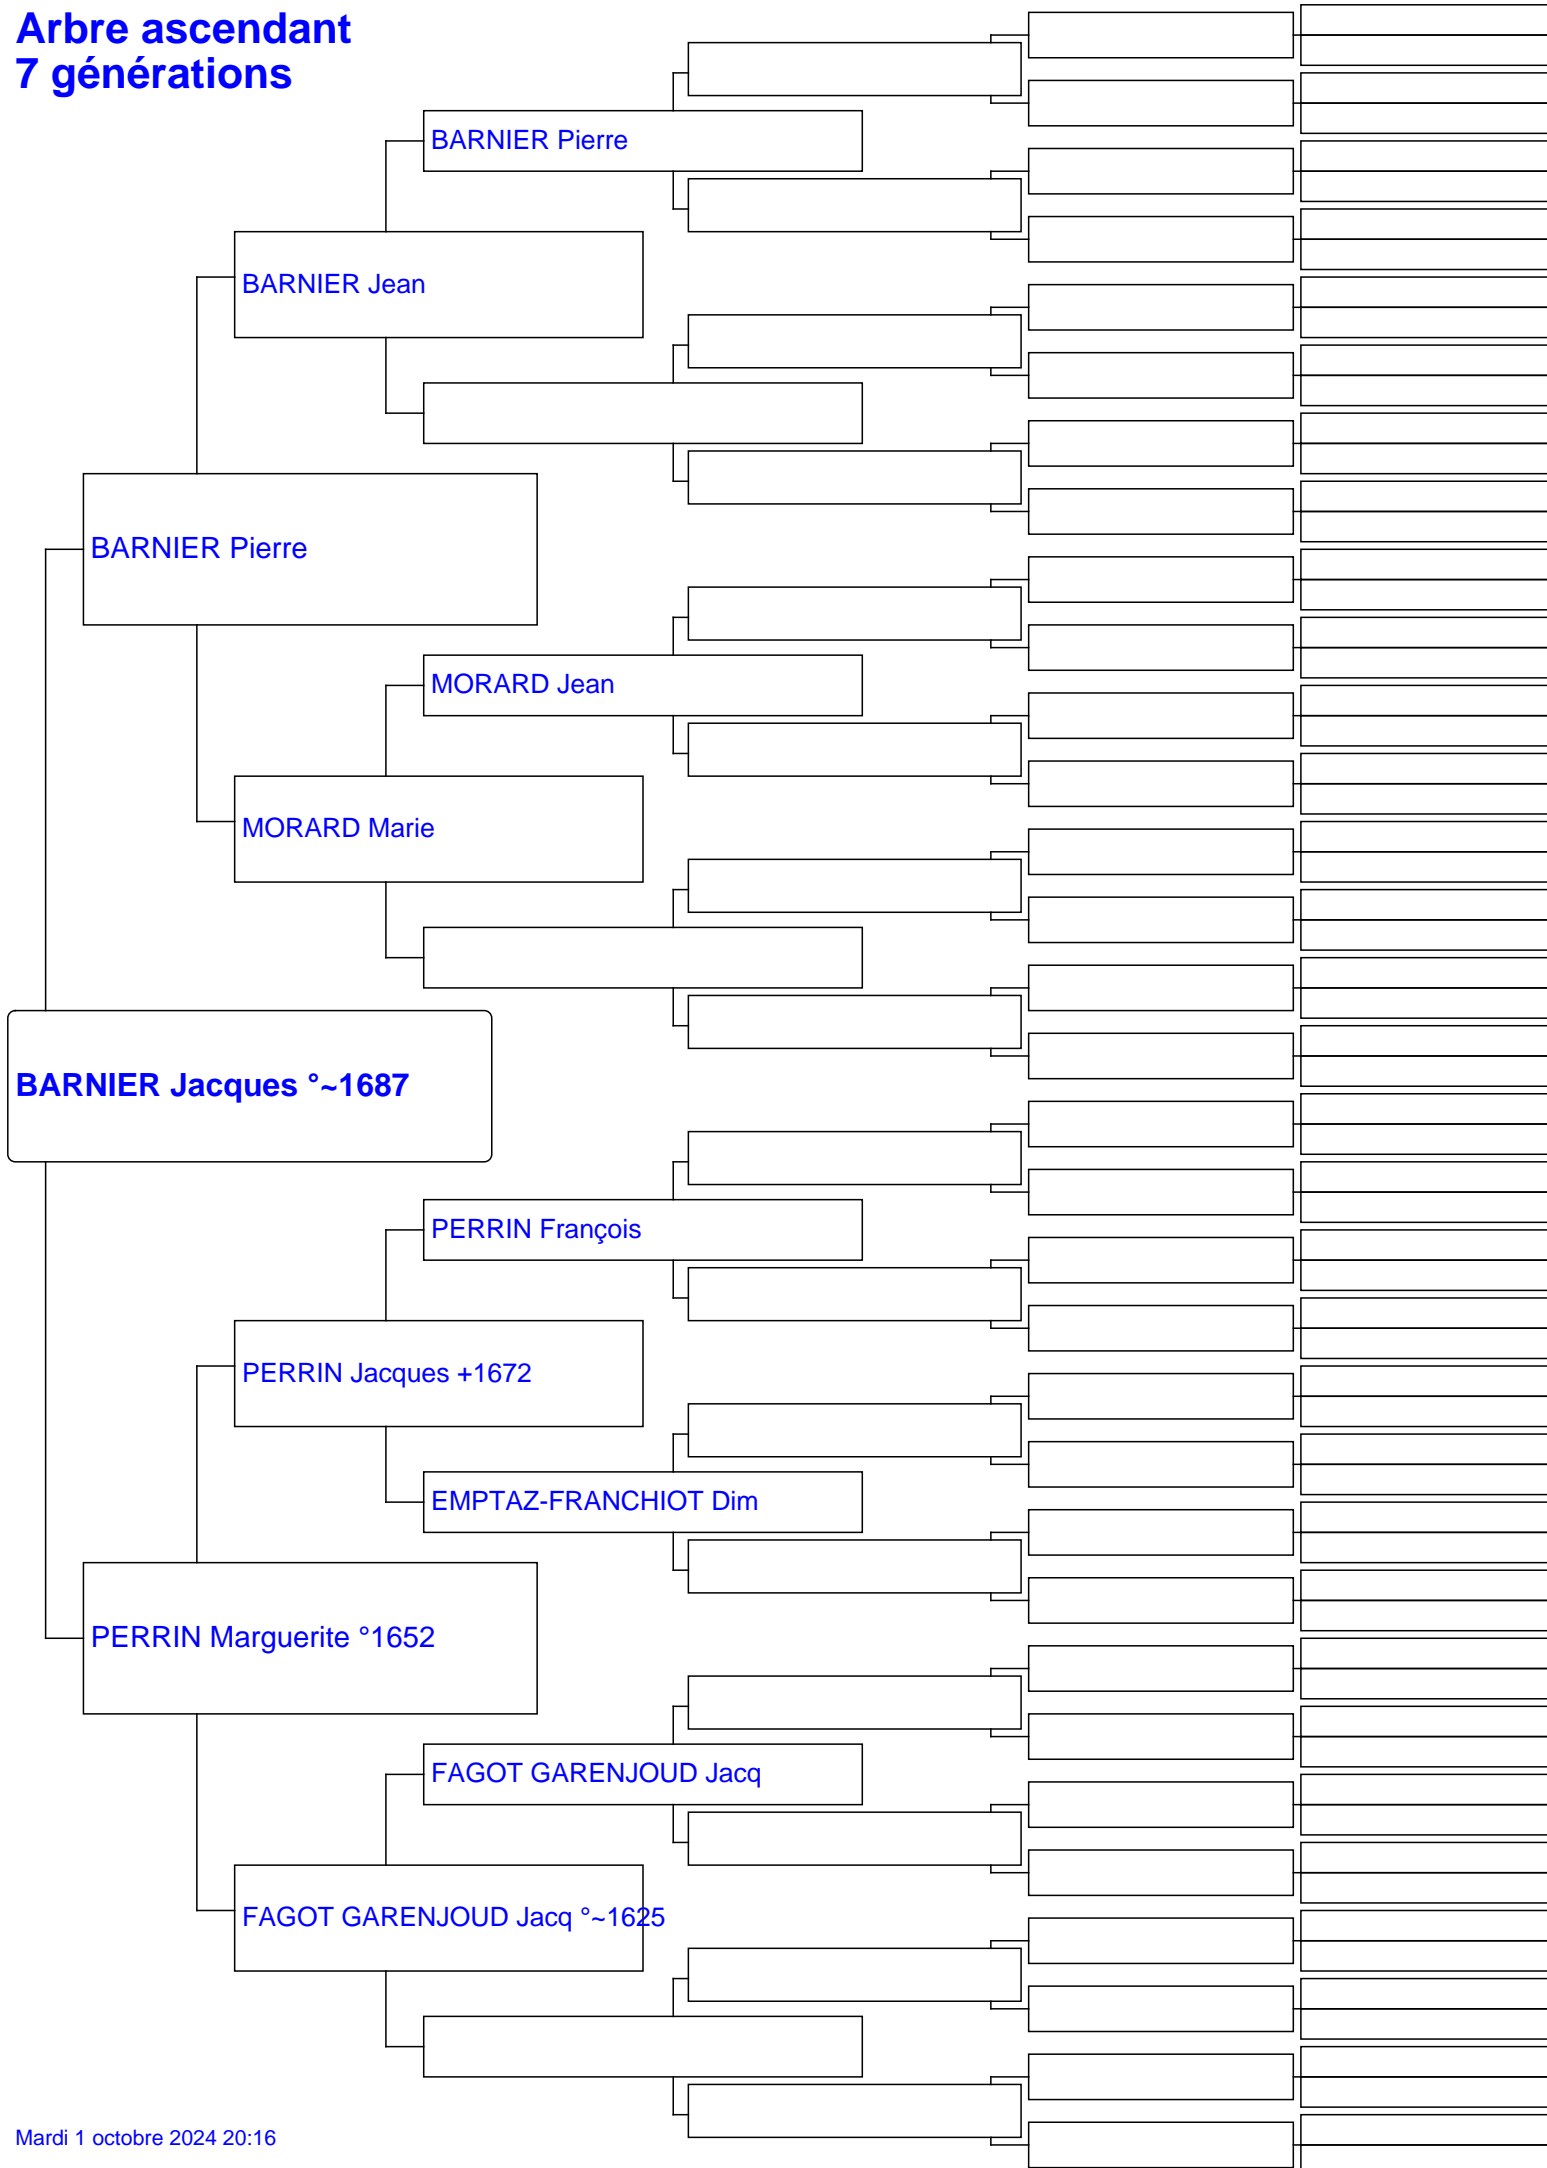 Arbre ascendant
7 générations
BARNIER Pierre
BARNIER Jean
BARNIER Pierre
MORARD Jean
MORARD Marie
BARNIER Jacques °~1687
PERRIN François
PERRIN Jacques +1672
EMPTAZ-FRANCHIOT Dim
PERRIN Marguerite °1652
FAGOT GARENJOUD Jacq
FAGOT GARENJOUD Jacq °~1625
Mardi 1 octobre 2024 20:16